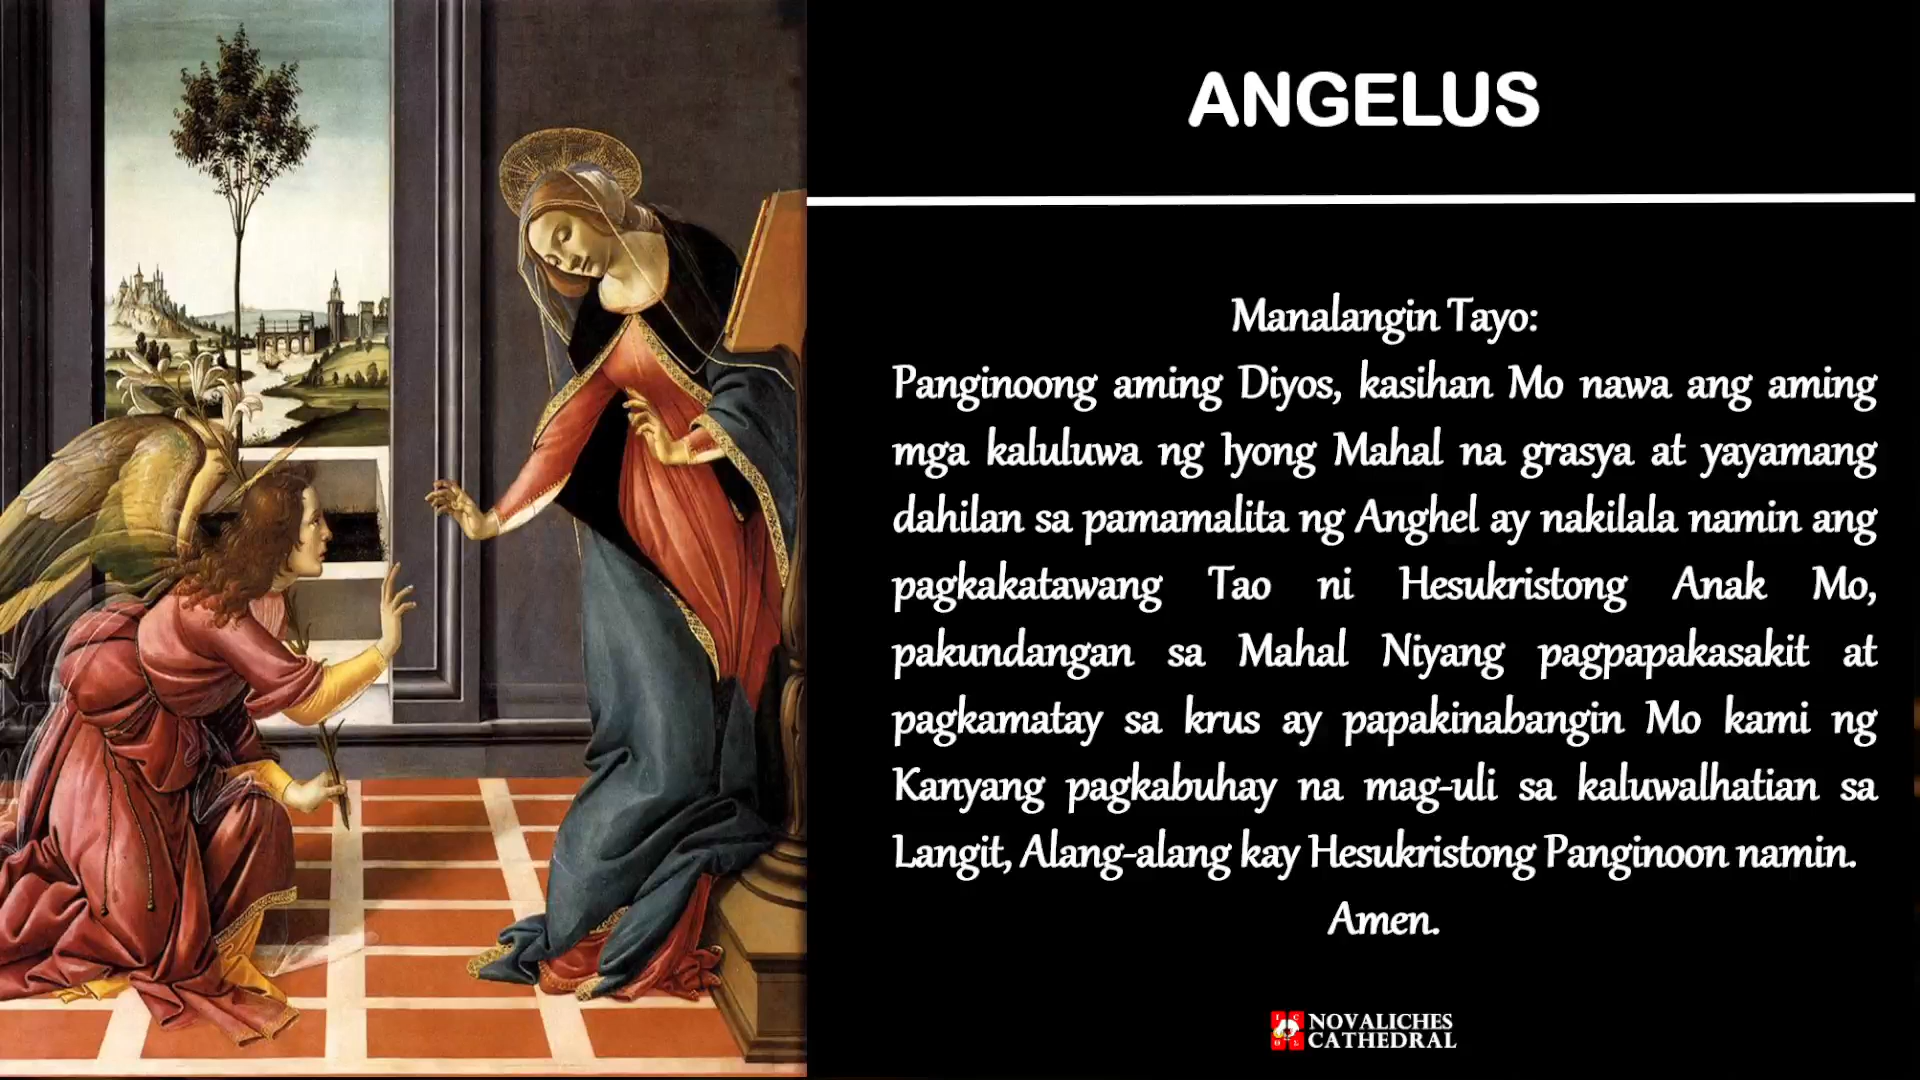 ANGELUS
Manalangin Tayo:
Panginoong aming Diyos, kasihan Mo nawa ang aming
mga kaluluwa ng Iyong Mahal na grasya at yayamang
dahilan sa pamamalita ng Anghel ay nakilala namin ang
pagkakatawang Tao ni Hesukristong Anak Mo,
pakundangan sa Mahal Niyang pagpapakasakit at
pagkamatay sa krus ay papakinabangin Mo kami ng
Kanyang pagkabuhay na mag-uli sa kaluwalhatian sa
Langit, Alang-alang kay Hesukristong Panginoon namin.
Amen.
NOVALICHES
CATHEDRAL